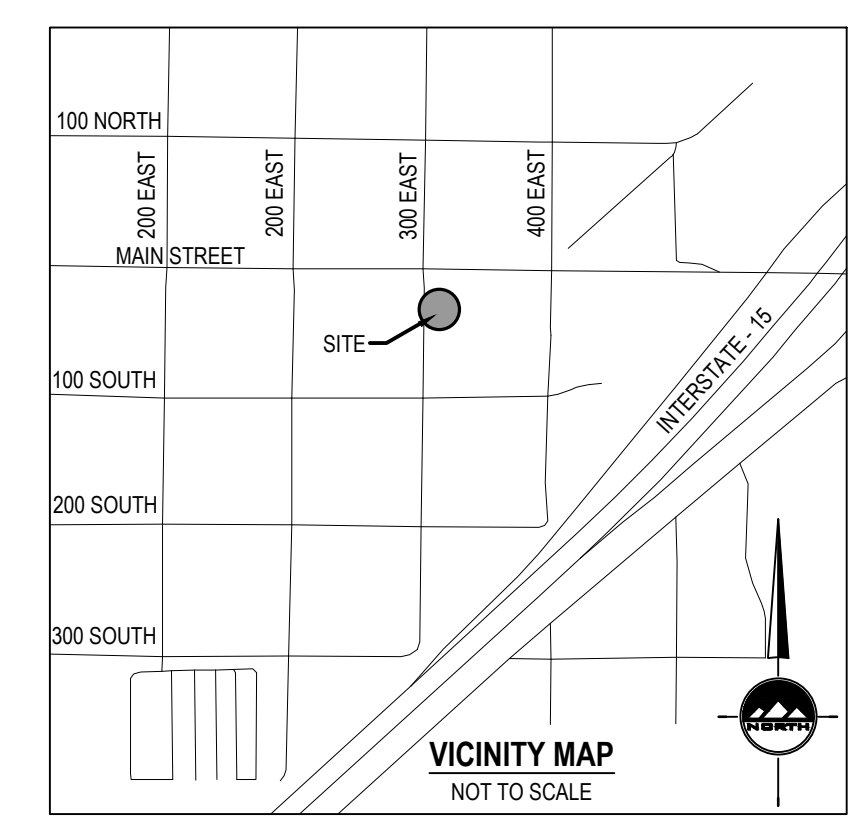 100 NORTH
200 EAST
200 EAST
300 EAST
400 EAST
MAIN STREET
SITE
INTERSTATE - 15
100 SOUTH
200 SOUTH
300 SOUTH
NORTH
VICINITY MAP
NOT TO SCALE